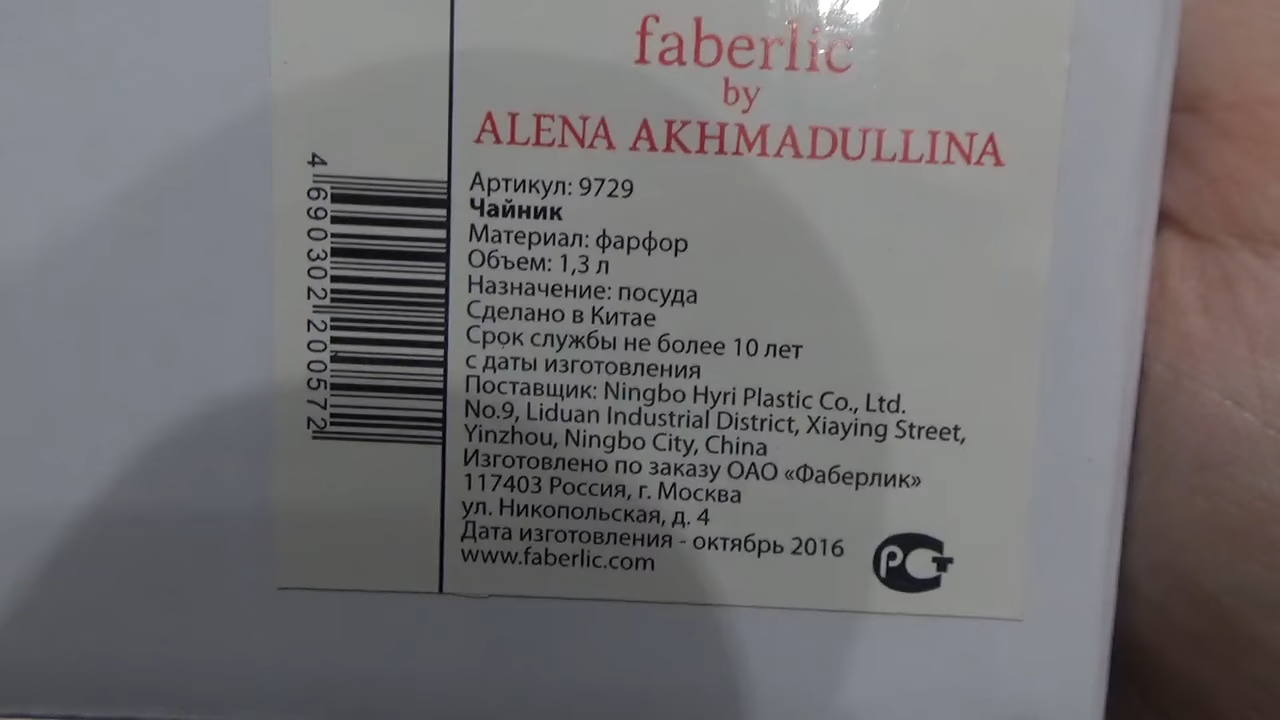 faberlic
by
ALENA AKHMADULLINA
Артикул: 9729
Чайник
Материал: фарфор
Объем: 1,3 л
Назначение: посуда
Сделано в Китае
Срок службы не более 10 лет
с даты изготовления
Поставщик: Ningbo Hyri Plastic Co., Ltd.
No.9, Liduan Industrial District, Xiaying Street,
Yinzhou, Ningbo City, China
Изготовлено по заказу ОАО «Фаберлик»
117403 Россия, г. Москва
ул. Никопольская, д. 4
Дата изготовления - октябрь 2016
www.faberlic.com
РСТ
4 690302 200572